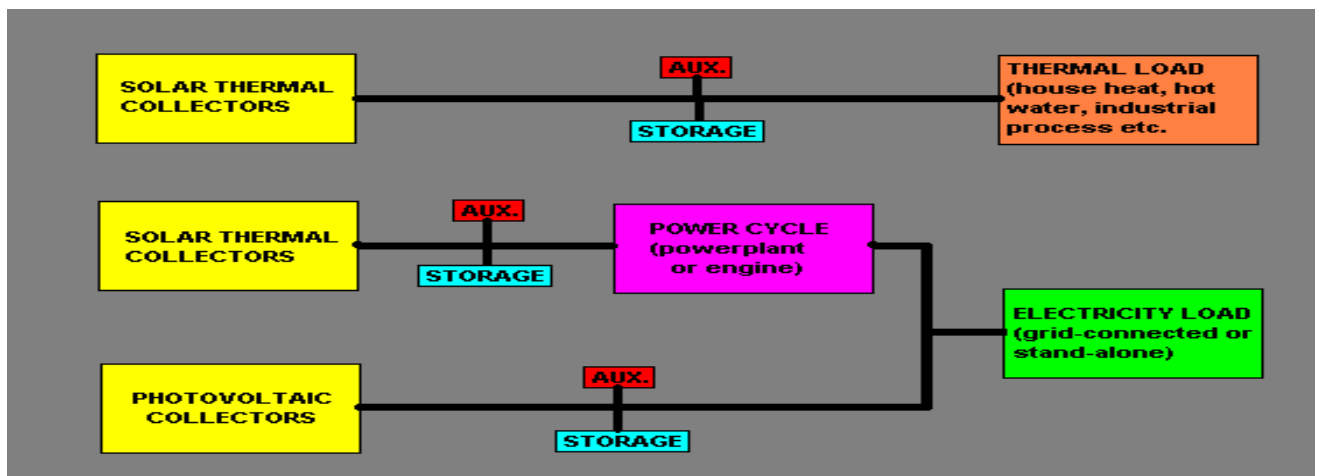 SOLAR THERMAL
COLLECTORS
AUX.
STORAGE
THERMAL LOAD
(house heat, hot
water, industrial
process etc.
SOLAR THERMAL
COLLECTORS
AUX.
STORAGE
POWER CYCLE
(powerplant
or engine)
ELECTRICITY LOAD
(grid-connected or
stand-alone)
PHOTOVOLTAIC
COLLECTORS
AUX.
STORAGE